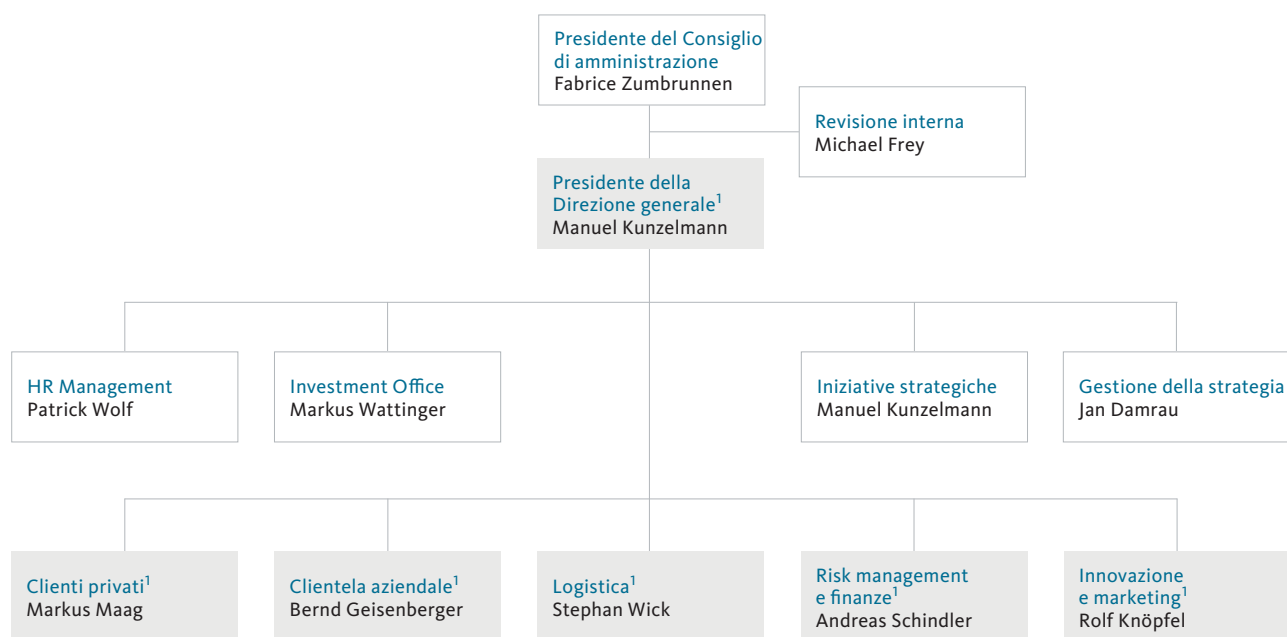 Presidente del Consiglio
di amministrazione
Fabrice Zumbrunnen
Revisione interna
Michael Frey
Presidente della
Direzione generale¹
Manuel Kunzelmann
HR Management
Patrick Wolf
Investment Office
Markus Wattinger
Iniziative strategiche
Manuel Kunzelmann
Gestione della strategia
Jan Damrau
Clienti privati¹
Markus Maag
Clientela aziendale¹
Bernd Geisenberger
Logistica¹
Stephan Wick
Risk management
e finanze¹
Andreas Schindler
Innovazione
e marketing¹
Rolf Knöpfel